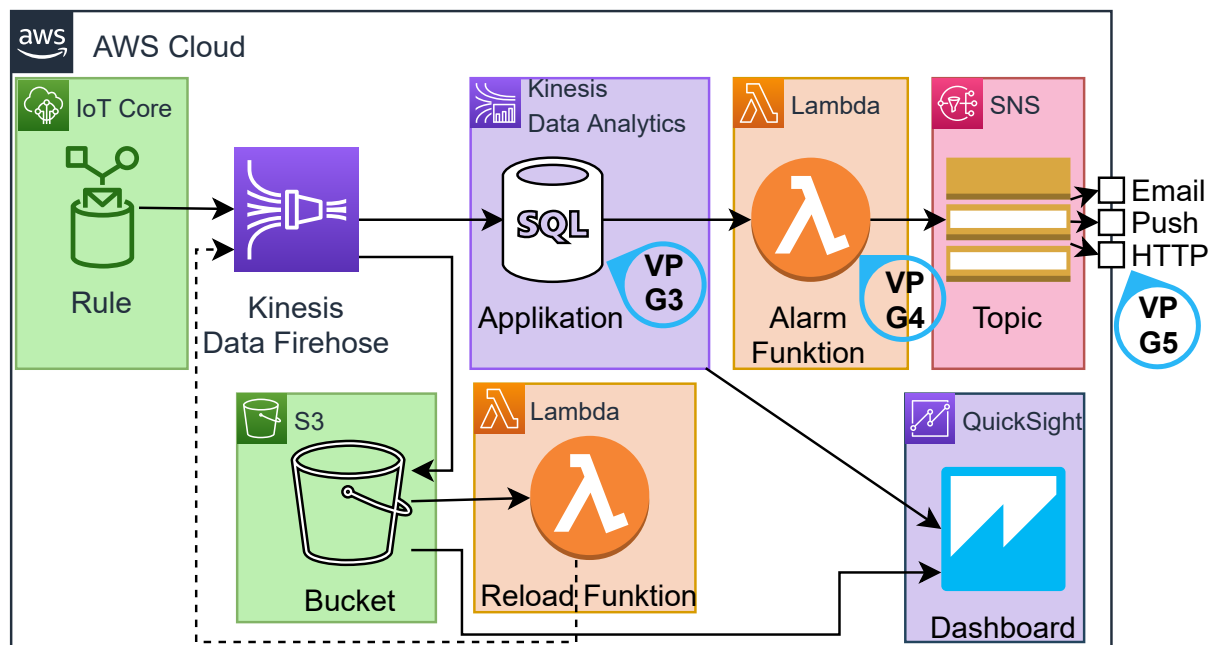 aws
AWS Cloud
IoT Core
Rule
Kinesis
Data Firehose
Kinesis
Data Analytics
SQL
Applikation
VP
G3
Lambda
Alarm
Funktion
VP
G4
SNS
Topic
Email
Push
HTTP
VP
G5
S3
Bucket
Lambda
Reload Funktion
QuickSight
Dashboard